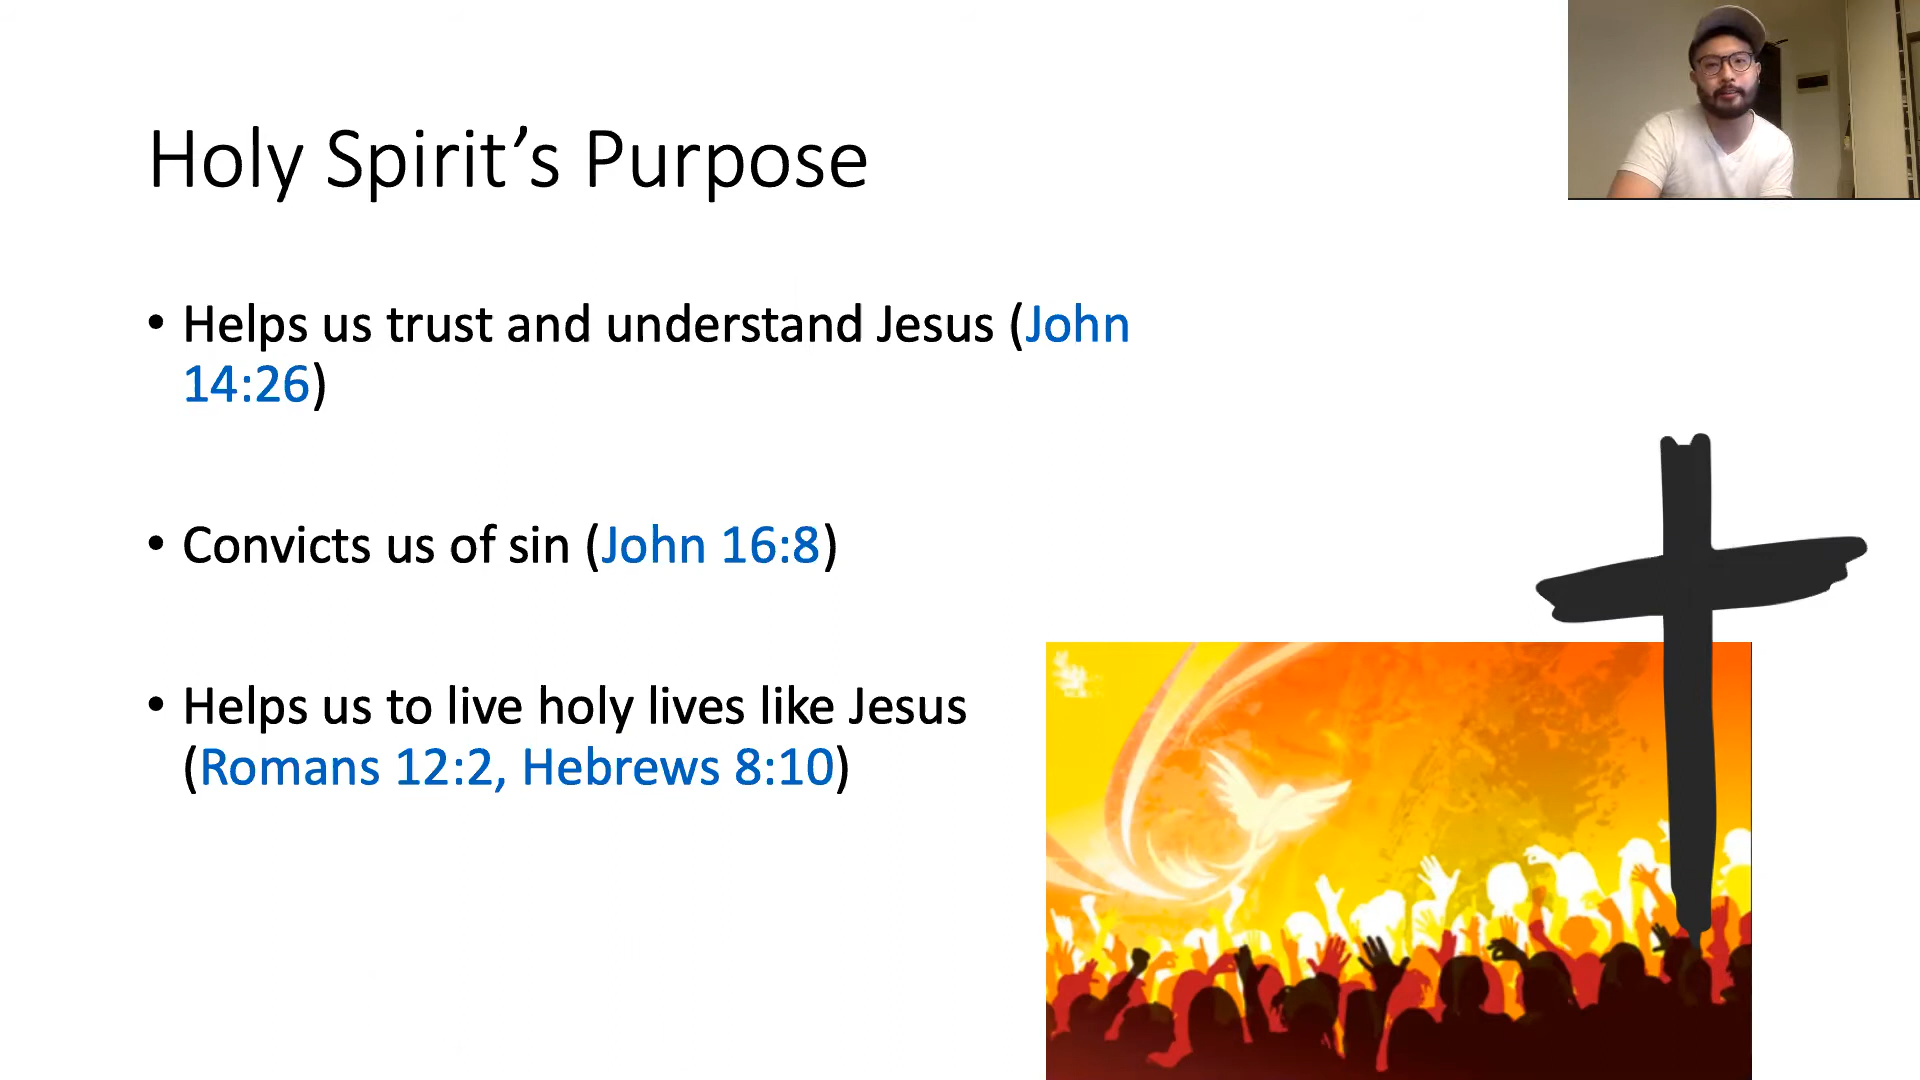 Holy Spirit’s Purpose
• Helps us trust and understand Jesus (John
14:26)
• Convicts us of sin (John 16:8)
• Helps us to live holy lives like Jesus
(Romans 12:2, Hebrews 8:10)